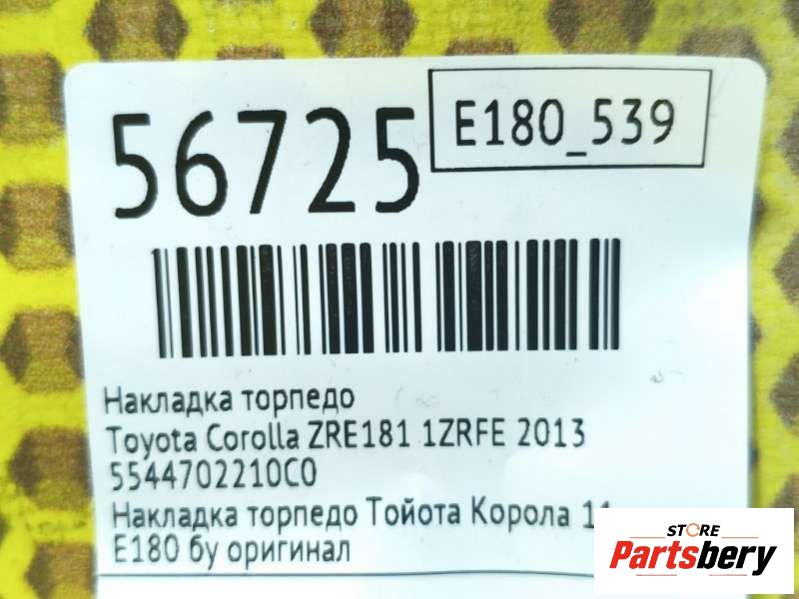 56725
E180_539
Накладка торпедо
Toyota Corolla ZRE181 1ZRFE 2013
5544702210C0
Накладка торпедо Тойота Корола 11
E180 бу оригинал
STORE
Partsbery